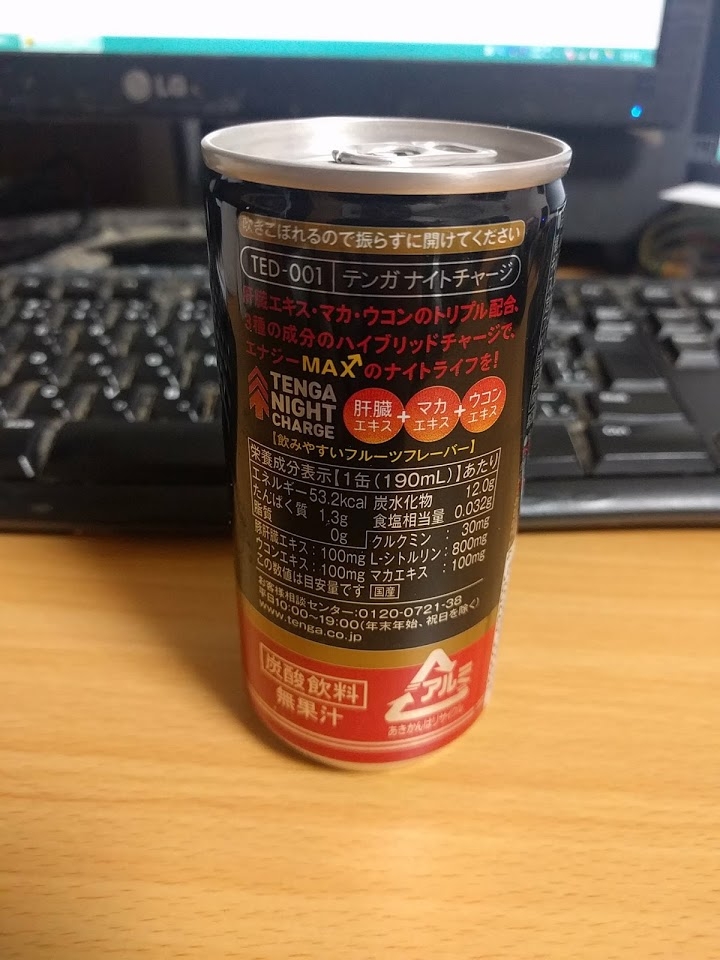 LG
吹きこぼれるので振らずに開けてください
TED-001 テンガ ナイトチャージ
肝臓エキス・マカ・ウコンのトリプル配合、
3種の成分のハイブリッドチャージで、
エナジーMAXのナイトライフを!
TENGA
NIGHT
CHARGE
肝臓
エキス
+
マカ
エキス
+
ウコン
エキス
【飲みやすいフルーツフレーバー】
栄養成分表示【1缶(190mL)】あたり
エネルギー53.2kcal 炭水化物 12.0g
たんぱく質 1.3g 食塩相当量 0.032g
脂質 0g
クルクミン : 30mg
豚肝臓エキス : 100mg L-シトルリン : 800mg
ウコンエキス : 100mg マカエキス : 100mg
この数値は目安量です 国産
お客様相談センター:0120-0721-38
平日10:00~19:00(年末年始、祝日を除く)
www.tenga.co.jp
炭酸飲料
無果汁
アルミ
あきかんはリサイクル